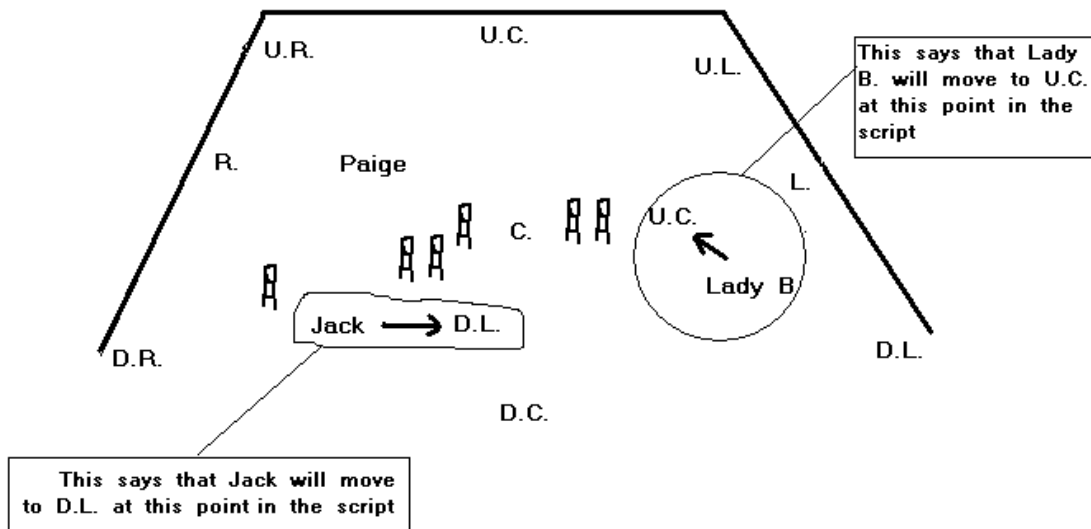 U.R.
U.C.
U.L.
This says that Lady
B. will move to U.C.
at this point in the
script
R.
Paige
L.
C.
U.C.
Lady B
Jack
D.L.
D.R.
D.L.
D.C.
This says that Jack will move
to D.L. at this point in the script